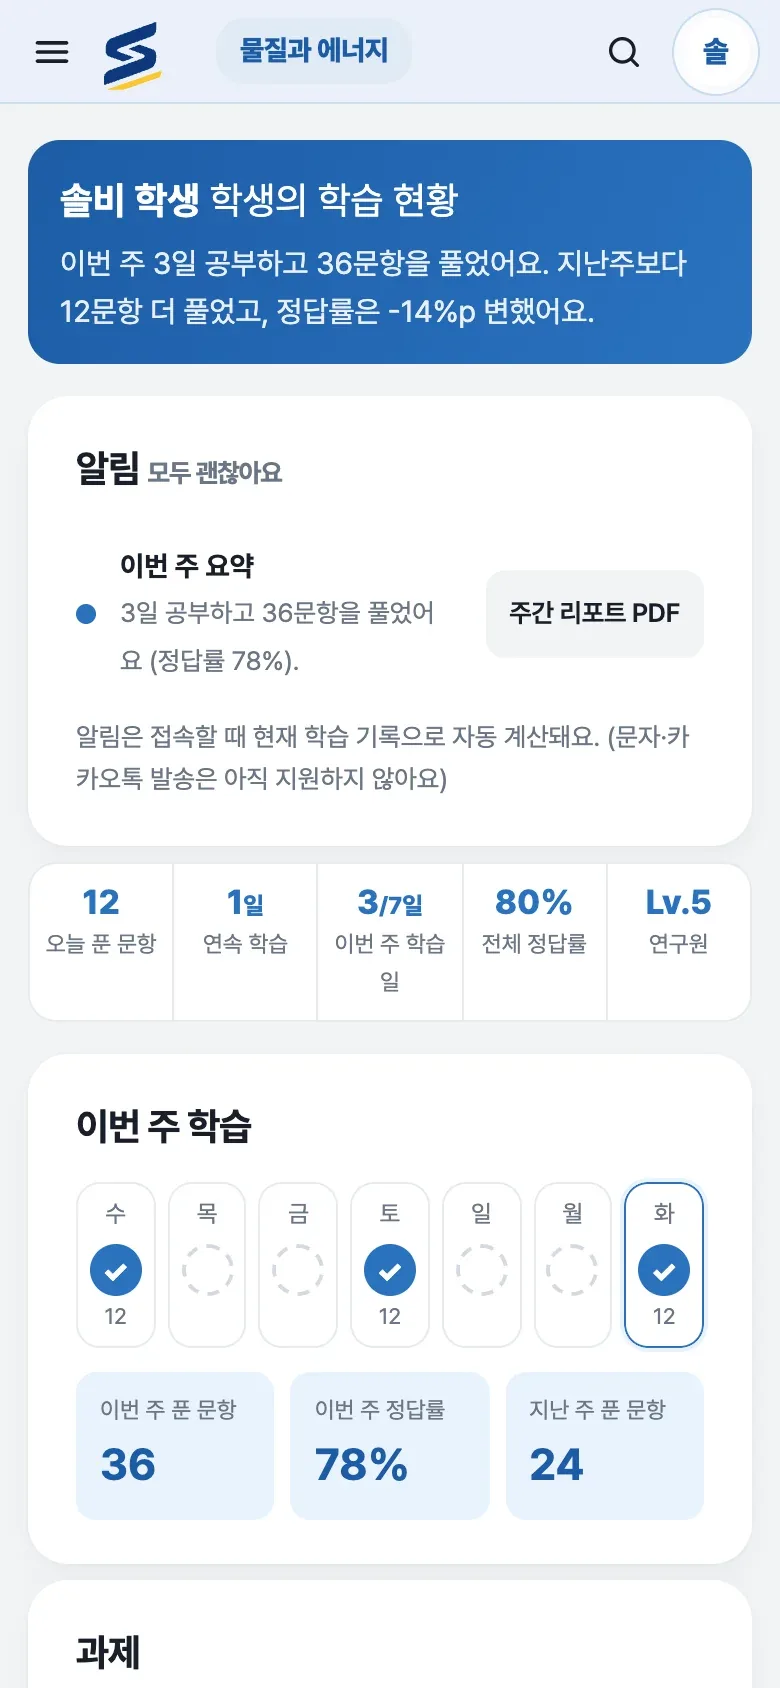 물질과 에너지
솔
솔비 학생 학생의 학습 현황
이번 주 3일 공부하고 36문항을 풀었어요. 지난주보다
12문항 더 풀었고, 정답률은 -14%p 변했어요.
알림 모두 괜찮아요
이번 주 요약
3일 공부하고 36문항을 풀었어
요 (정답률 78%).
주간 리포트 PDF
알림은 접속할 때 현재 학습 기록으로 자동 계산돼요. (문자·카
카오톡 발송은 아직 지원하지 않아요)
12
오늘 푼 문항
1일
연속 학습
3/7일
이번 주 학습
일
80%
전체 정답률
Lv.5
연구원
이번 주 학습
수 목 금 토 일 월 화
12 12 12
이번 주 푼 문항
36
이번 주 정답률
78%
지난 주 푼 문항
24
과제